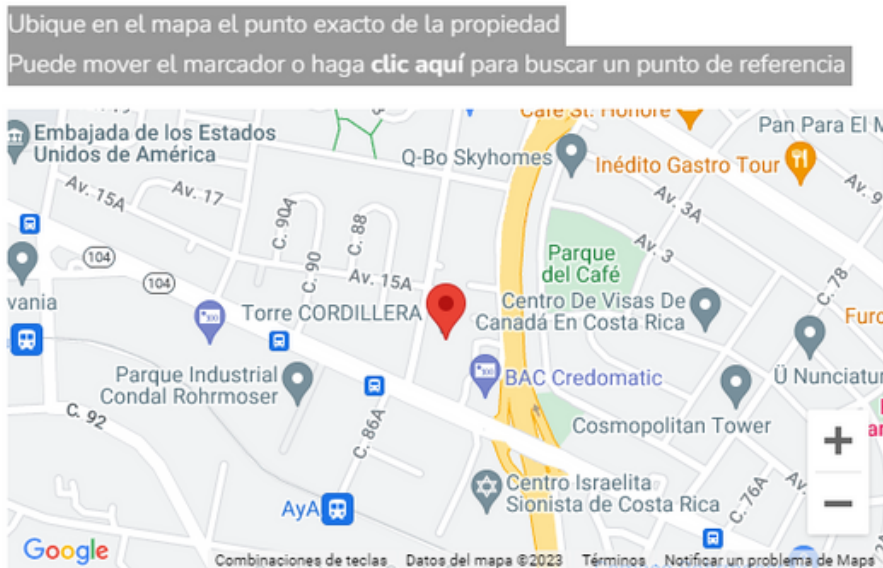 Ubique en el mapa el punto exacto de la propiedad
Puede mover el marcador o haga clic aquí para buscar un punto de referencia
Café St. Honoré
Pan Para El M
Embajada de los Estados
Unidos de América
Q-Bo Skyhomes
Inédito Gastro Tour
Av. 15A
Av. 17
C. 90A
C. 88
Av. 3A
Av. 9
Av. 3
104
C. 90
Parque
del Café
104
Av. 15A
C. 78
vania
Torre CORDILLERA
Centro De Visas De
Canadá En Costa Rica
Furc
Parque Industrial
Condal Rohrmoser
BAC Credomatic
Ü Nunciatur
C. 92
C. 86A
Cosmopolitan Tower
ar
+
Centro Israelita
Sionista de Costa Rica
C. 76A
Av.
−
AyA
Google
Combinaciones de teclas
Datos del mapa ©2023
Términos
Notificar un problema de Maps